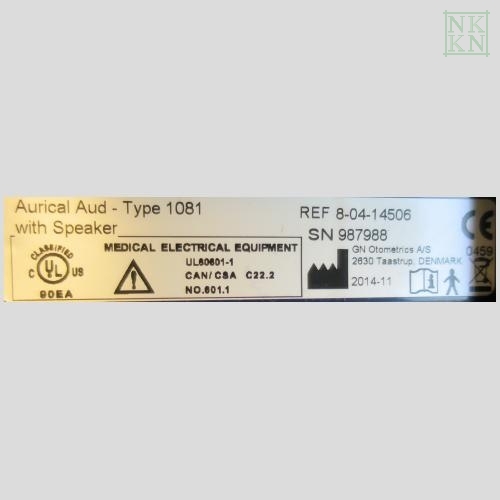 NK
KN
Aurical Aud - Type 1081
with Speaker
REF 8-04-14506
SN 987988
CLASSIFIED
C UL US
90EA
MEDICAL ELECTRICAL EQUIPMENT
UL60601-1
CAN/CSA C22.2
NO.601.1
GN Otometrics A/S
2630 Taastrup, DENMARK
2014-11
CE
0459